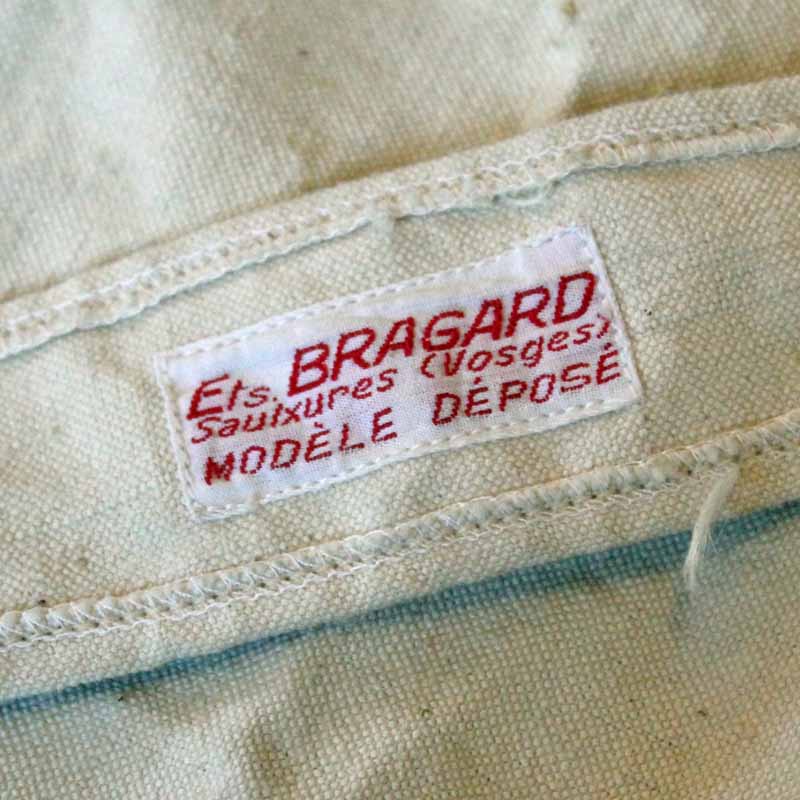 Ets. BRAGARD
Saulxures (Vosges)
MODÈLE DÉPOSÉ